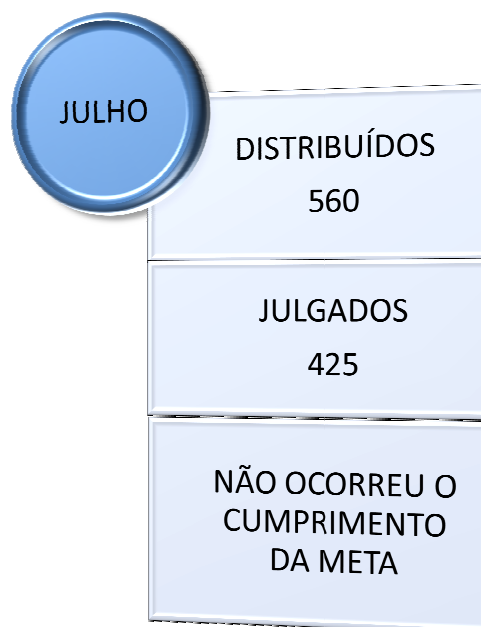 JULHO
DISTRIBUÍDOS
560
JULGADOS
425
NÃO OCORREU O
CUMPRIMENTO
DA META